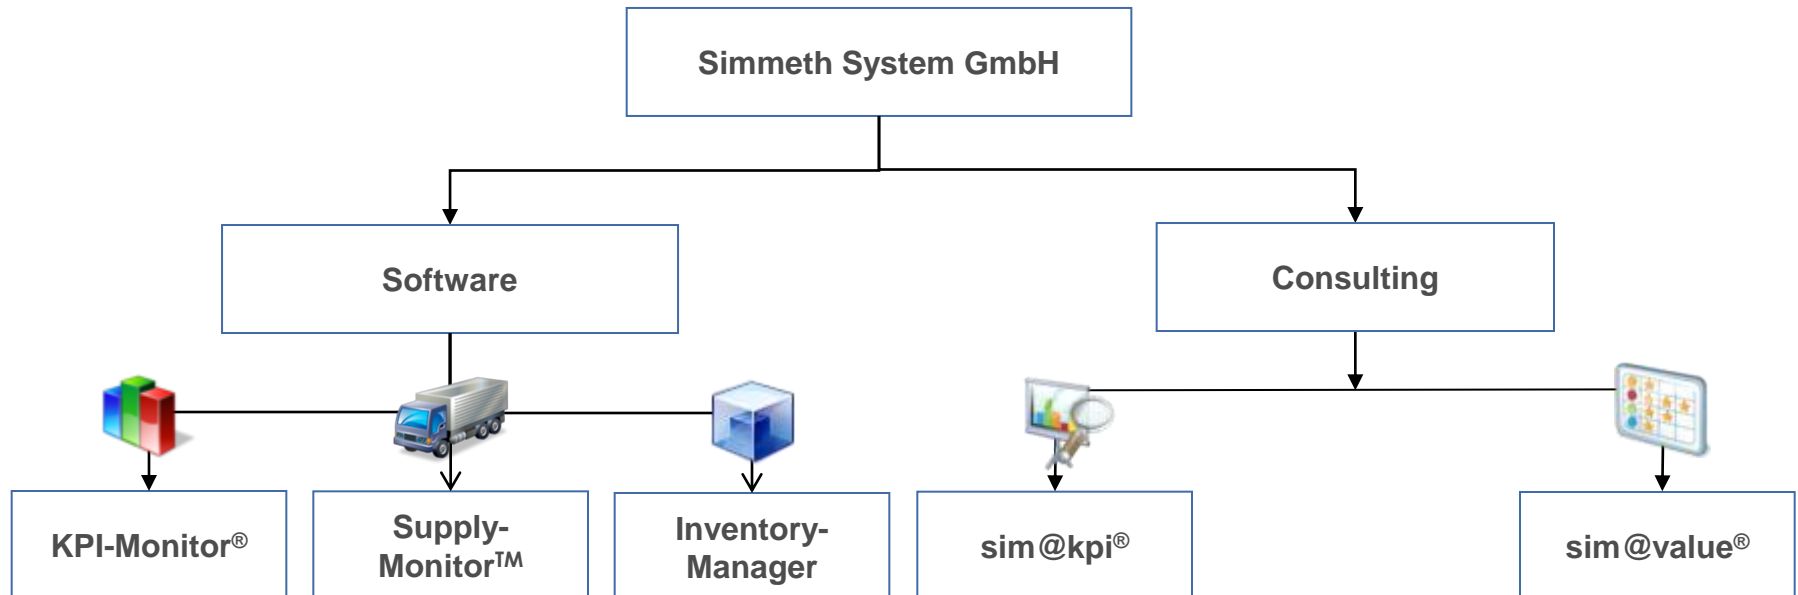 Simmeth System GmbH
Software
Consulting
KPI-Monitor®
Supply-
Monitor™
Inventory-
Manager
sim@kpi®
sim@value®